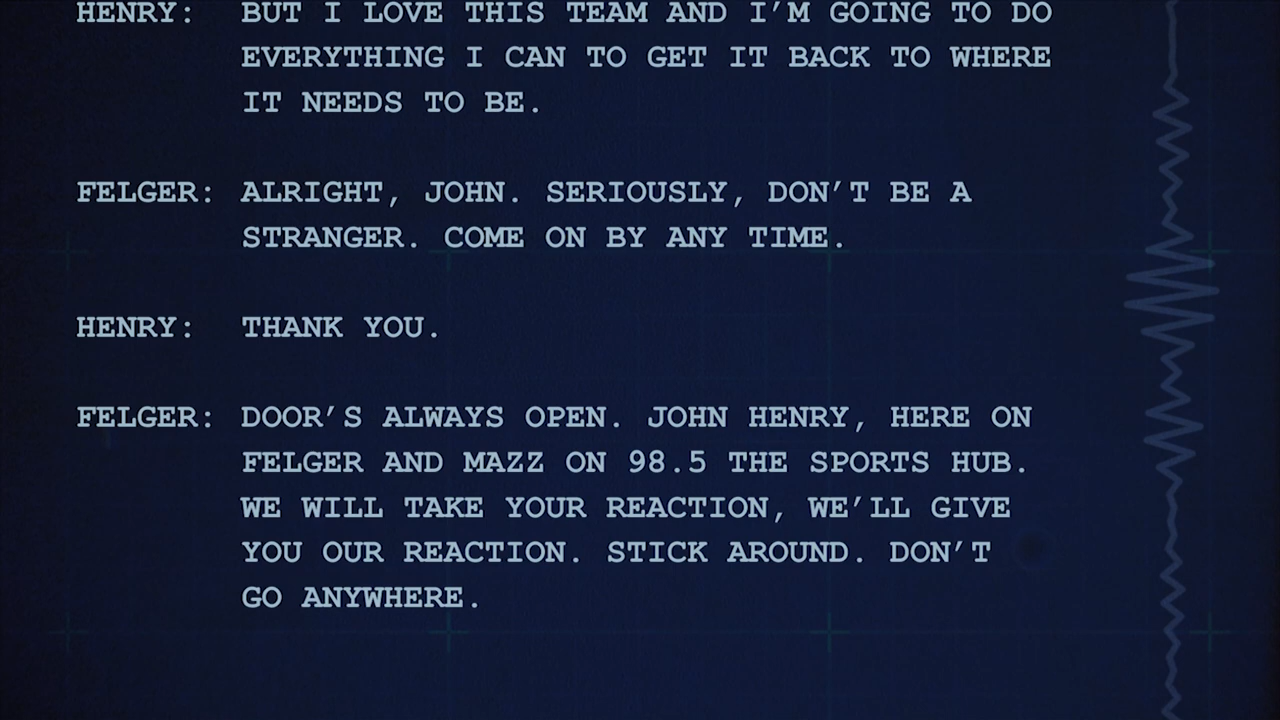 HENRY: BUT I LOVE THIS TEAM AND I’M GOING TO DO
EVERYTHING I CAN TO GET IT BACK TO WHERE
IT NEEDS TO BE.
FELGER: ALRIGHT, JOHN. SERIOUSLY, DON’T BE A
STRANGER. COME ON BY ANY TIME.
HENRY: THANK YOU.
FELGER: DOOR’S ALWAYS OPEN. JOHN HENRY, HERE ON
FELGER AND MAZZ ON 98.5 THE SPORTS HUB.
WE WILL TAKE YOUR REACTION, WE’LL GIVE
YOU OUR REACTION. STICK AROUND. DON’T
GO ANYWHERE.